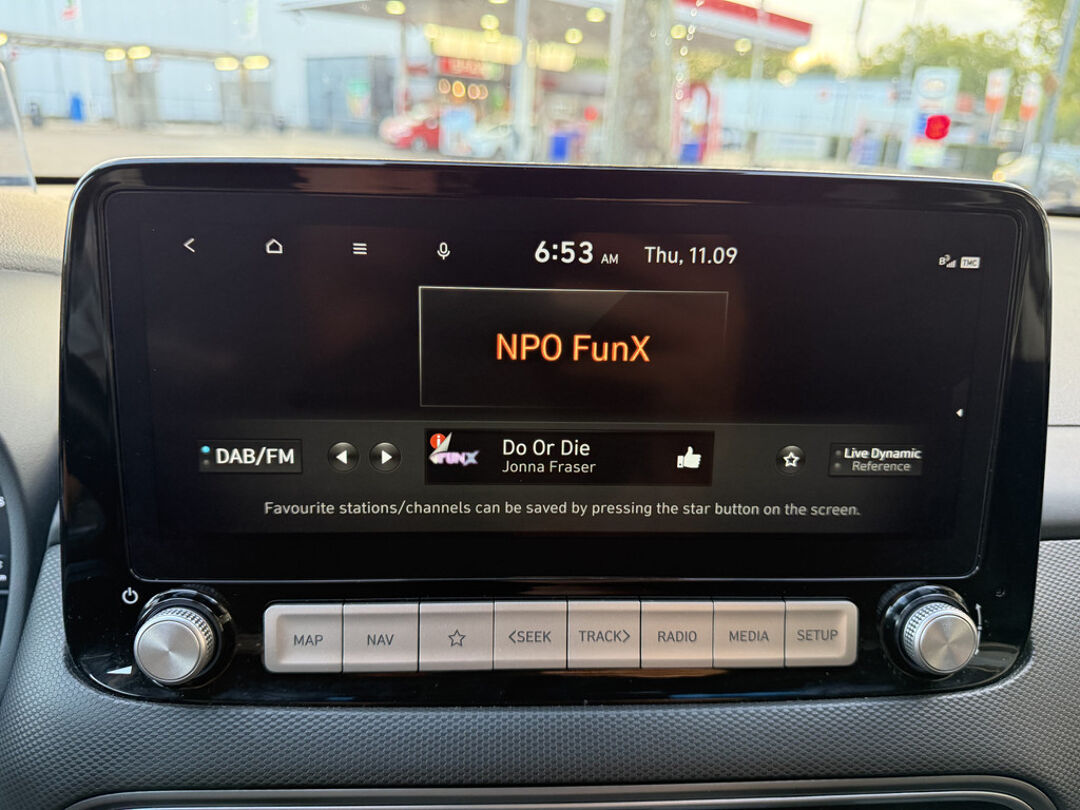 6:53 AM Thu, 11.09
TMC
NPO FunX
DAB/FM
FUNX
Do Or Die
Jonna Fraser
Live Dynamic
Reference
Favourite stations/channels can be saved by pressing the star button on the screen.
MAP
NAV
<SEEK
TRACK>
RADIO
MEDIA
SETUP